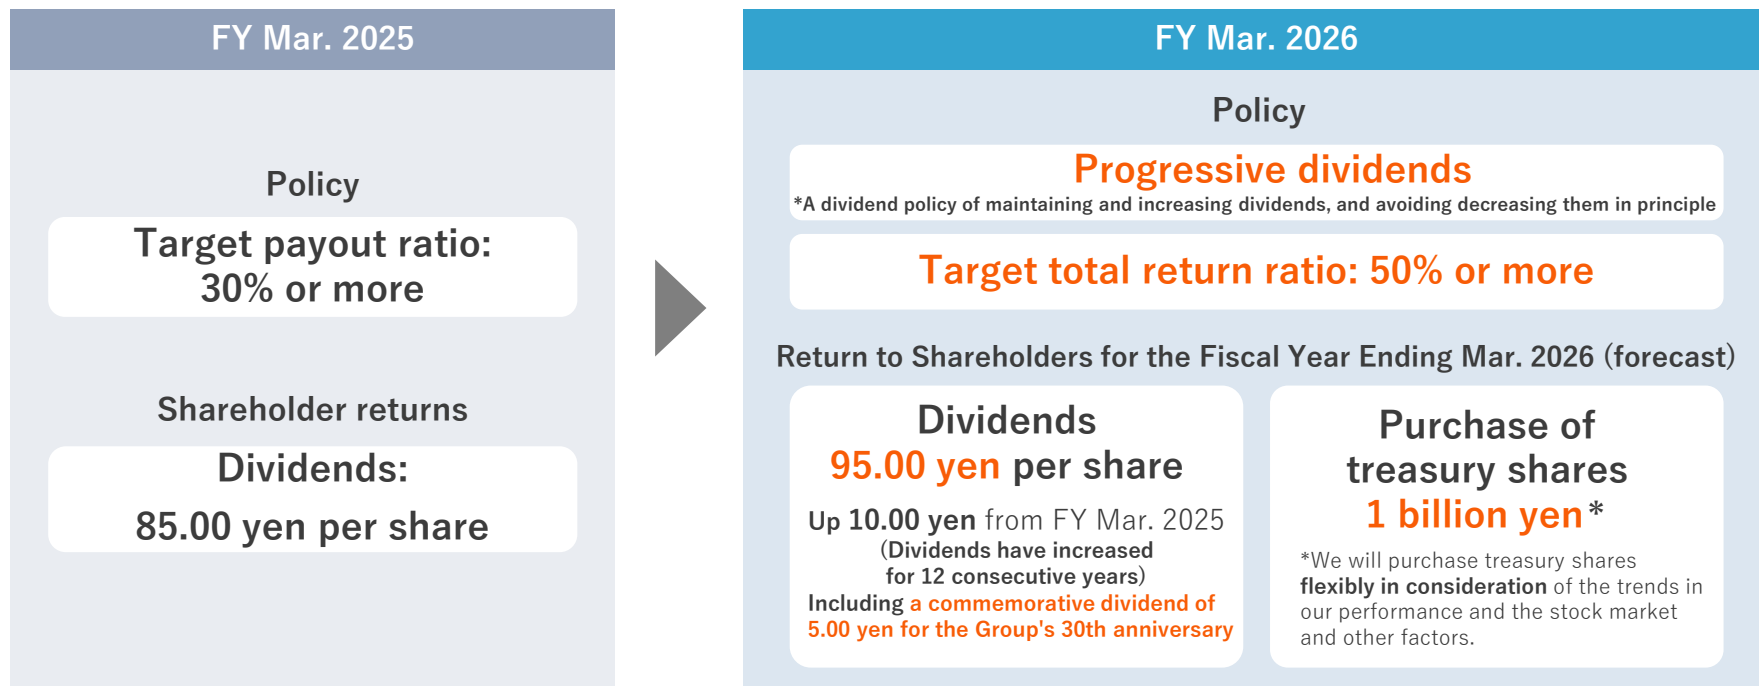 FY Mar. 2025
Policy
Target payout ratio:
30% or more
Shareholder returns
Dividends:
85.00 yen per share
FY Mar. 2026
Policy
Progressive dividends
*A dividend policy of maintaining and increasing dividends, and avoiding decreasing them in principle
Target total return ratio: 50% or more
Return to Shareholders for the Fiscal Year Ending Mar. 2026 (forecast)
Dividends
95.00 yen per share
Up 10.00 yen from FY Mar. 2025
(Dividends have increased
for 12 consecutive years)
Including a commemorative dividend of
5.00 yen for the Group's 30th anniversary
Purchase of
treasury shares
1 billion yen*
*We will purchase treasury shares
flexibly in consideration of the trends in
our performance and the stock market
and other factors.